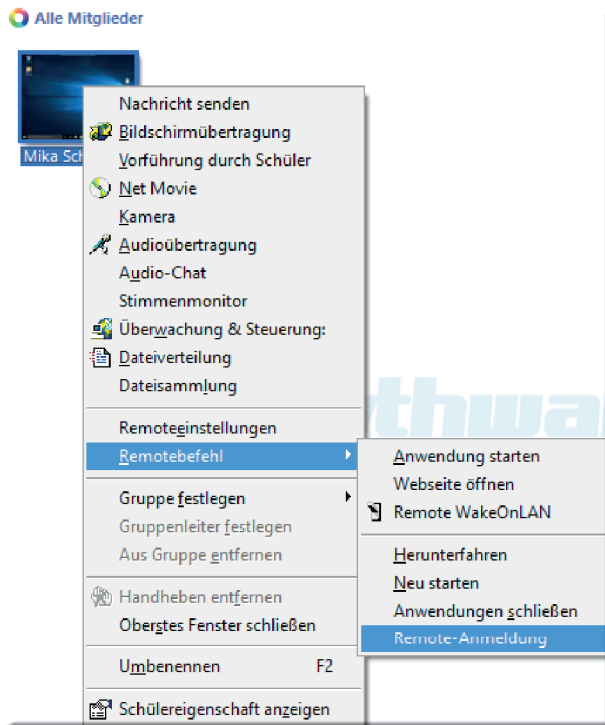 Alle Mitglieder
Mika Sch
Nachricht senden
Bildschirmübertragung
Vorführung durch Schüler
Net Movie
Kamera
Audioübertragung
Audio-Chat
Stimmenmonitor
Überwachung & Steuerung:
Dateiverteilung
Dateisammlung
Remoteeinstellungen
Remotebefehl
Gruppe festlegen
Gruppenleiter festlegen
Aus Gruppe entfernen
Handheben entfernen
Oberstes Fenster schließen
Umbenennen F2
Schülereigenschaft anzeigen
Anwendung starten
Webseite öffnen
Remote WakeOnLAN
Herunterfahren
Neu starten
Anwendungen schließen
Remote-Anmeldung